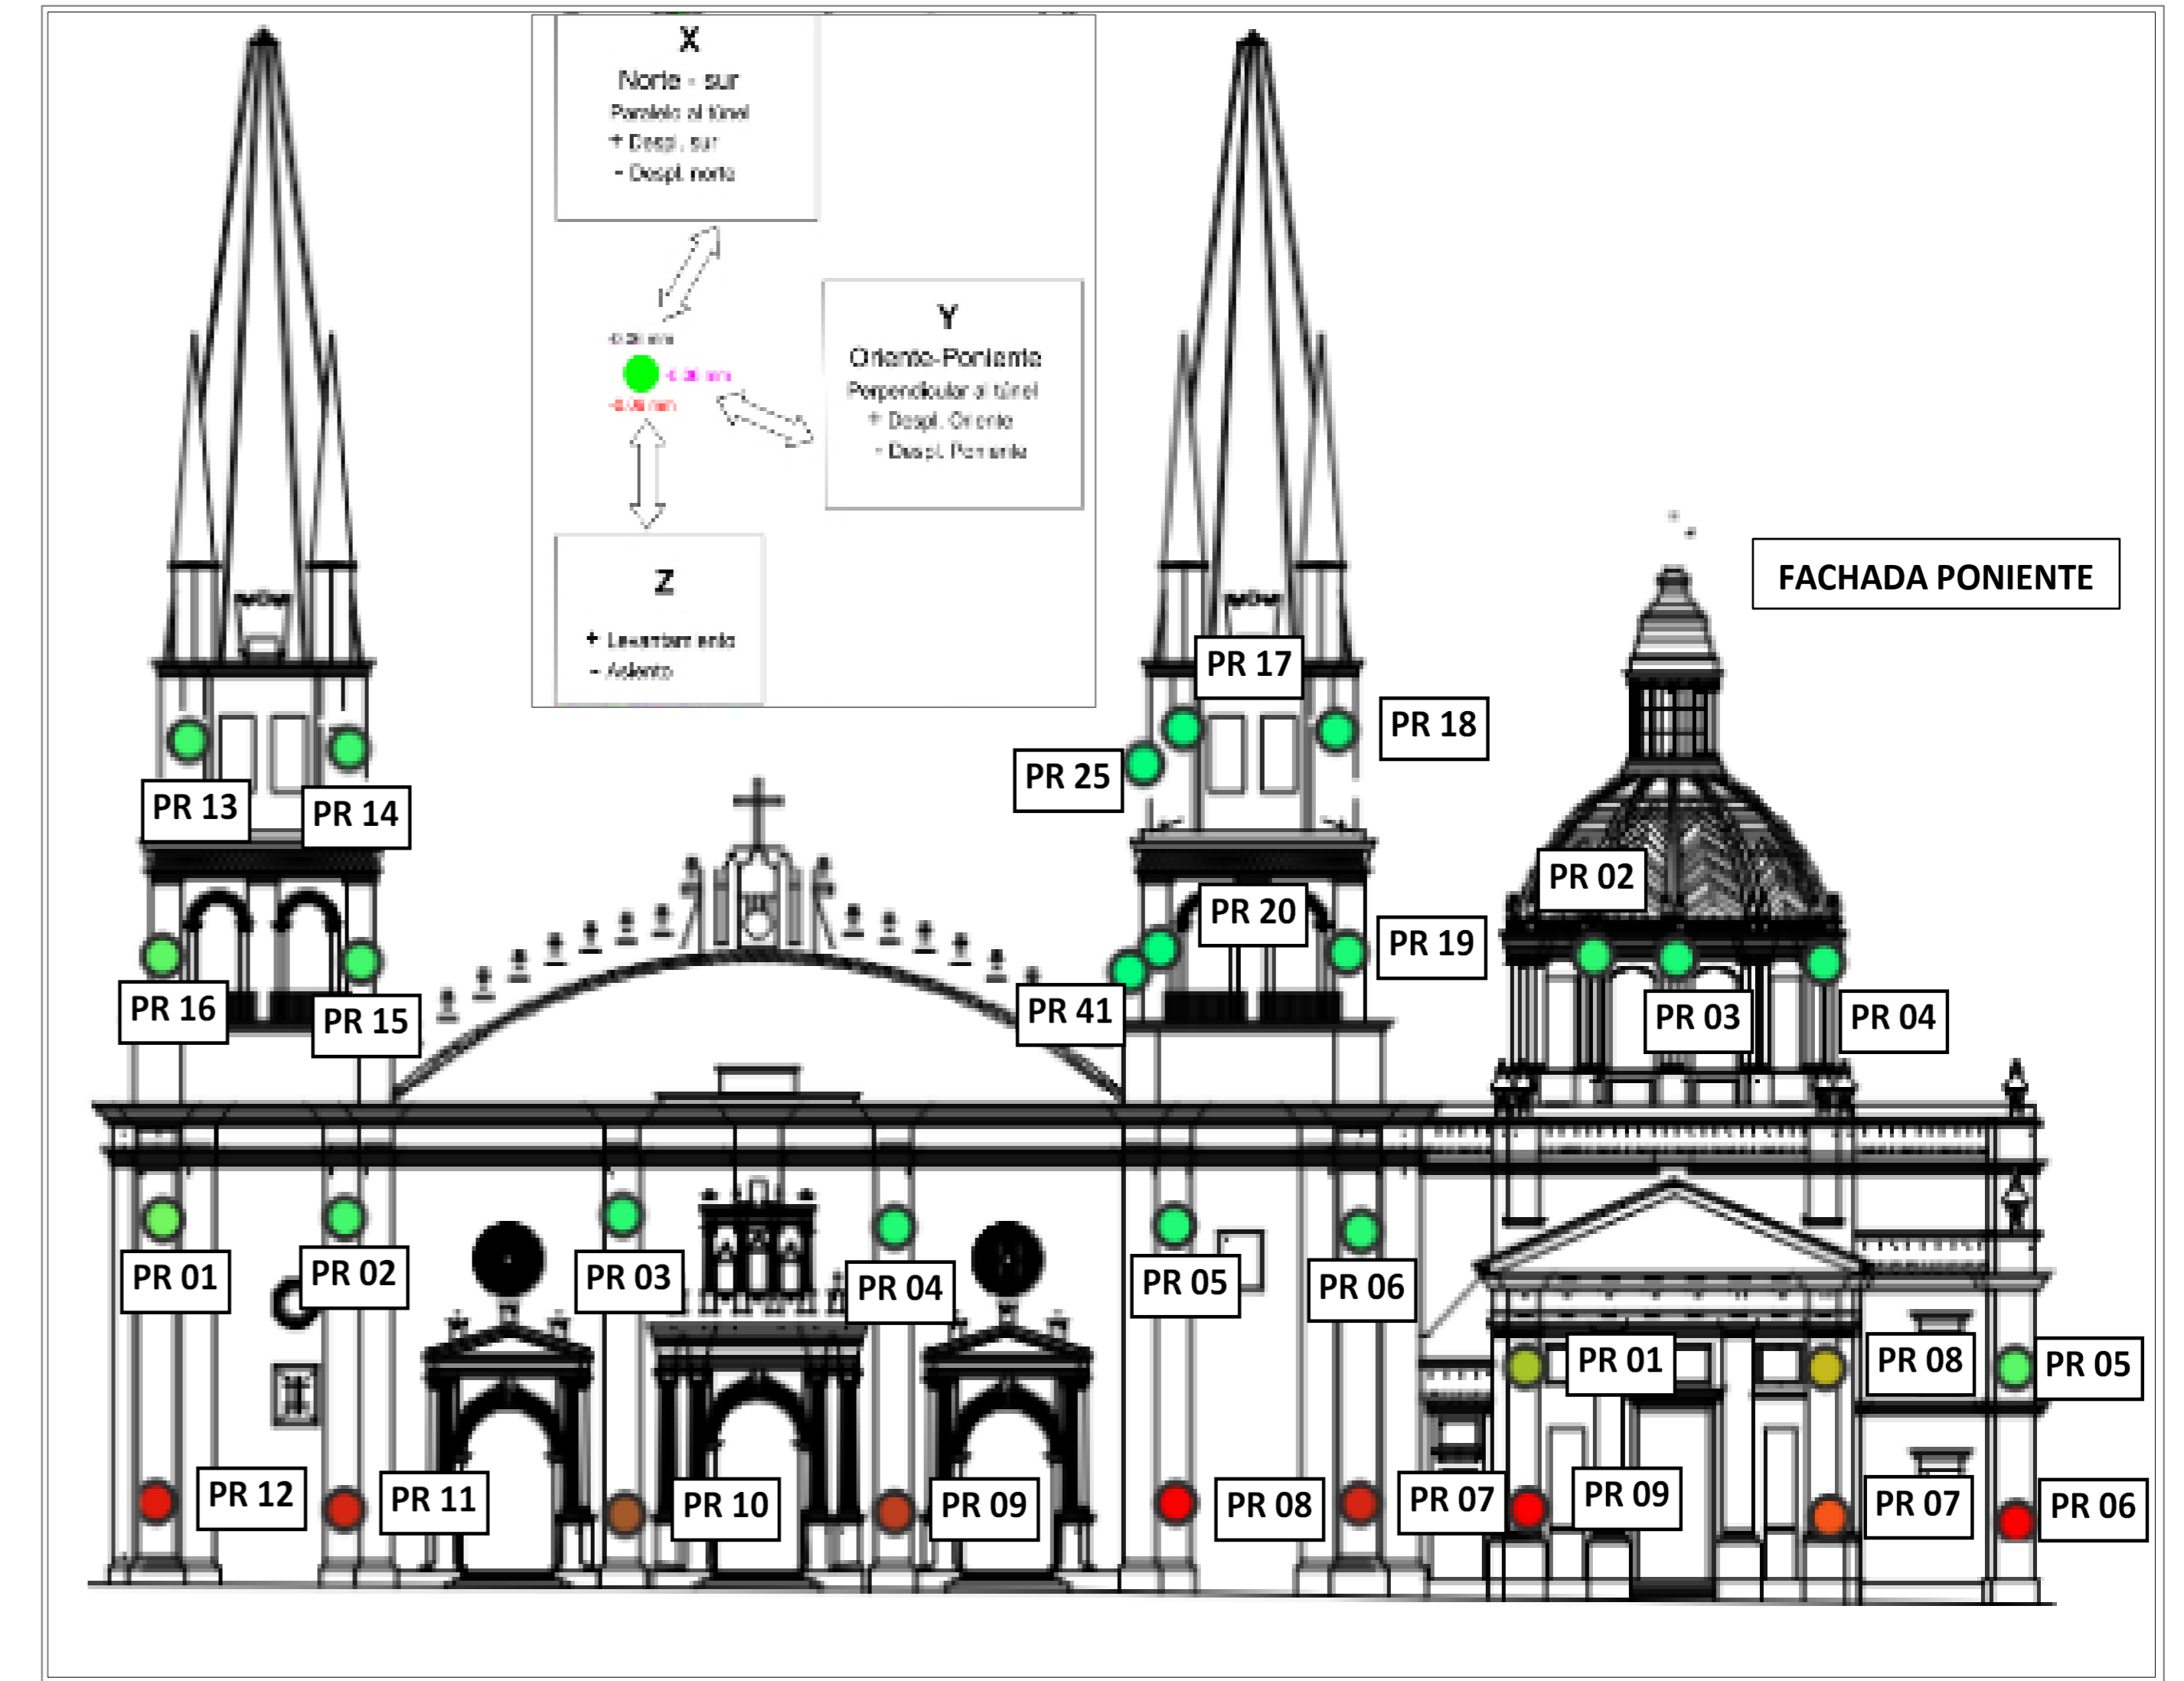 X
Norte - sur
Paralelo al túnel
+ Despl. sur
- Despl. norte
Y
Oriente-Poniente
Perpendicular al túnel
+ Despl. Oriente
- Despl. Poniente
Z
+ Levantamiento
- Asiento
FACHADA PONIENTE
PR 17
PR 18
PR 25
PR 13
PR 14
PR 02
PR 20
PR 19
PR 16
PR 15
PR 41
PR 03
PR 04
PR 01
PR 02
PR 03
PR 04
PR 05
PR 06
PR 01
PR 08
PR 05
PR 12
PR 11
PR 10
PR 09
PR 08
PR 07
PR 09
PR 07
PR 06